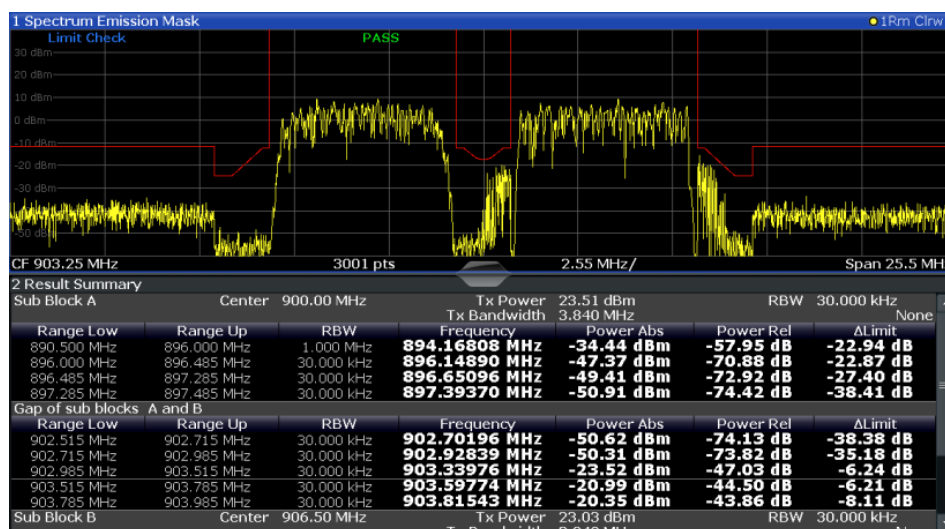 1 Spectrum Emission Mask 1Rm Clrw
Limit Check PASS
30 dBm
20 dBm
10 dBm
0 dBm
-10 dBm
-20 dBm
-30 dBm
-50 dBm
CF 903.25 MHz 3001 pts 2.55 MHz/ Span 25.5 MH
2 Result Summary
Sub Block A Center 900.00 MHz Tx Power 23.51 dBm RBW 30.000 kHz
Tx Bandwidth 3.840 MHz None
Range Low Range Up RBW Frequency Power Abs Power Rel ΔLimit
890.500 MHz 896.000 MHz 1.000 MHz 894.16808 MHz -34.44 dBm -57.95 dB -22.94 dB
896.000 MHz 896.485 MHz 30.000 kHz 896.14890 MHz -47.37 dBm -70.88 dB -22.87 dB
896.485 MHz 897.285 MHz 30.000 kHz 896.65096 MHz -49.41 dBm -72.92 dB -27.40 dB
897.285 MHz 897.485 MHz 30.000 kHz 897.39370 MHz -50.91 dBm -74.42 dB -38.41 dB
Gap of sub blocks A and B
Range Low Range Up RBW Frequency Power Abs Power Rel ΔLimit
902.515 MHz 902.715 MHz 30.000 kHz 902.70196 MHz -50.62 dBm -74.13 dB -38.38 dB
902.715 MHz 902.985 MHz 30.000 kHz 902.92839 MHz -50.31 dBm -73.82 dB -35.18 dB
902.985 MHz 903.515 MHz 30.000 kHz 903.33976 MHz -23.52 dBm -47.03 dB -6.24 dB
903.515 MHz 903.785 MHz 30.000 kHz 903.59774 MHz -20.99 dBm -44.50 dB -6.21 dB
903.785 MHz 903.985 MHz 30.000 kHz 903.81543 MHz -20.35 dBm -43.86 dB -8.11 dB
Sub Block B Center 906.50 MHz Tx Power 23.03 dBm RBW 30.000 kHz